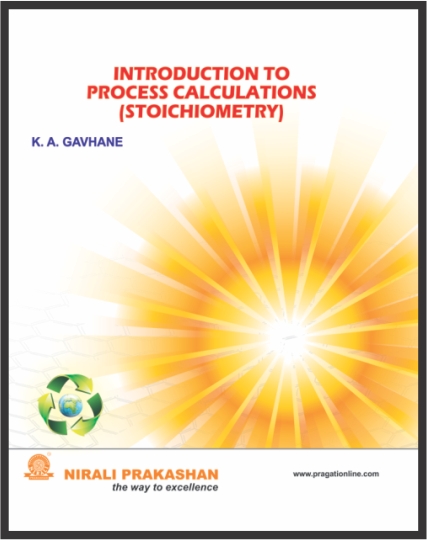 INTRODUCTION TO
PROCESS CALCULATIONS
(STOICHIOMETRY)
K. A. GAVHANE
NIRALI PRAKASHAN
the way to excellence
www.pragationline.com